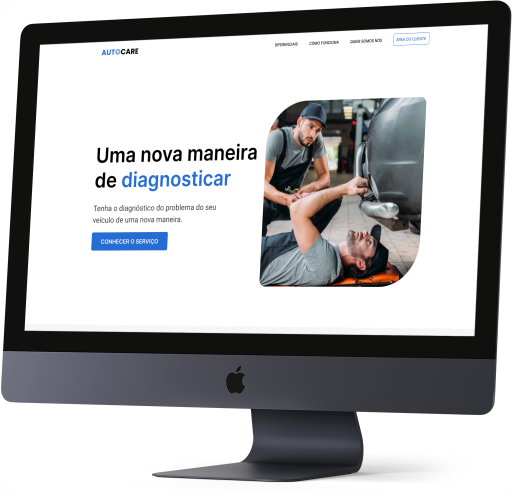 AUTOCARE
DIFERENCIAIS COMO FUNCIONA QUEM SOMOS NÓS ÁREA DO CLIENTE
Uma nova maneira
de diagnosticar
Tenha o diagnóstico do problema do seu
veículo de uma nova maneira.
CONHECER O SERVIÇO